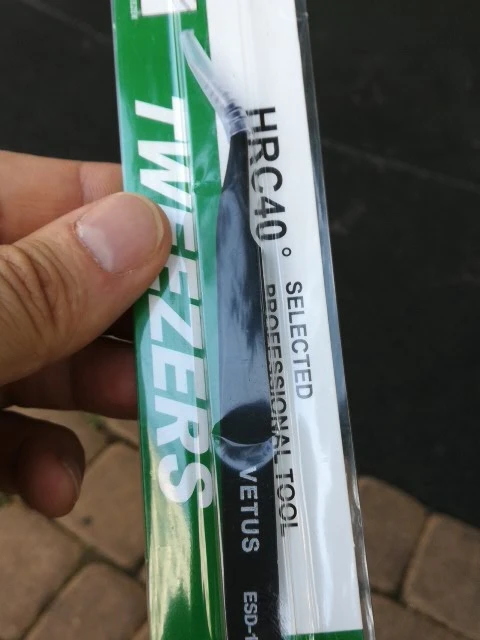 TWEEZERS
HRC40°
SELECTED
PROFESSIONAL TOOL
VETUS